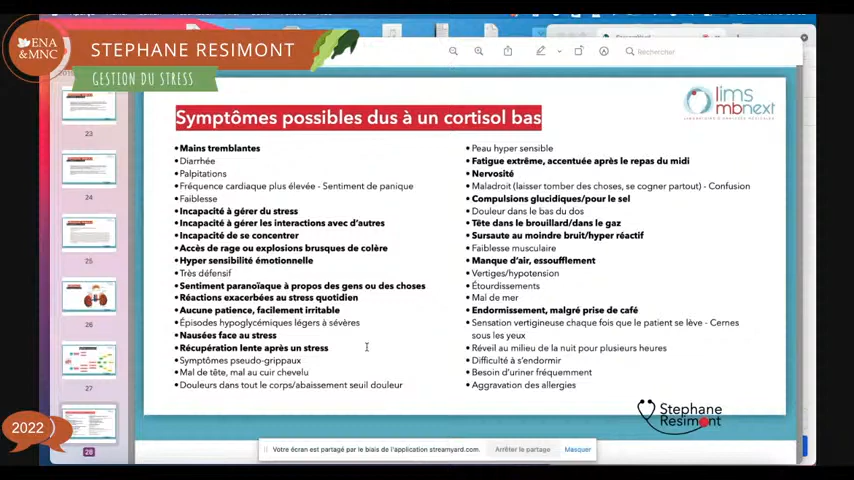 ENA
& MNC
STEPHANE RESIMONT
GESTION DU STRESS
Rechercher
Symptômes possibles dus à un cortisol bas
lims
mbnext
• Mains tremblantes
• Diarrhée
• Palpitations
• Fréquence cardiaque plus élevée - Sentiment de panique
• Faiblesse
• Incapacité à gérer du stress
• Incapacité à gérer les interactions avec d'autres
• Incapacité de se concentrer
• Accès de rage ou explosions brusques de colère
• Hyper sensibilité émotionnelle
• Très défensif
• Sentiment paranoïaque à propos des gens ou des choses
• Réactions exacerbées au stress quotidien
• Aucune patience, facilement irritable
• Épisodes hypoglycémiques légers à sévères
• Nausées face au stress
• Récupération lente après un stress
• Symptômes pseudo-grippaux
• Mal de tête, mal au cuir chevelu
• Douleurs dans tout le corps/abaissement seuil douleur
• Peau hyper sensible
• Fatigue extrême, accentuée après le repas du midi
• Nervosité
• Maladroit (laisser tomber des choses, se cogner partout) - Confusion
• Compulsions glucidiques/pour le sel
• Douleur dans le bas du dos
• Tête dans le brouillard/dans le gaz
• Sursaute au moindre bruit/hyper réactif
• Faiblesse musculaire
• Manque d'air, essoufflement
• Vertiges/hypotension
• Étourdissements
• Mal de mer
• Endormissement, malgré prise de café
• Sensation vertigineuse chaque fois que le patient se lève - Cernes
sous les yeux
• Réveil au milieu de la nuit pour plusieurs heures
• Difficulté à s'endormir
• Besoin d'uriner fréquemment
• Aggravation des allergies
23
24
25
26
27
28
Stephane
Resimont
2022
Votre écran est partagé par le biais de l'application streamyard.com.
Arrêter le partage
Masquer